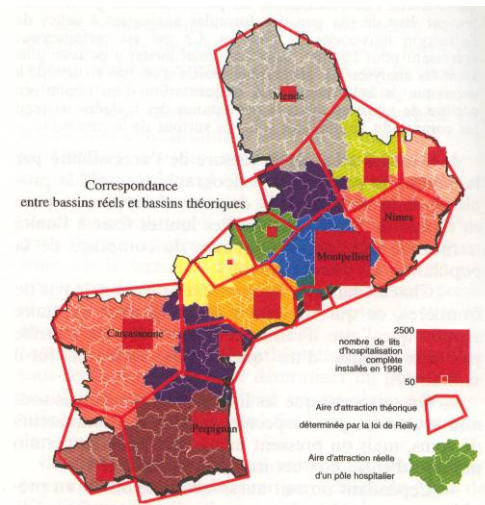 Mende
Correspondance
entre bassins réels et bassins théoriques
Nîmes
Montpellier
Carcassonne
Perpignan
2500
nombre de lits
d'hospitalisation
complète
installés en 1996
50
Aire d'attraction théorique
déterminée par la loi de Reilly
Aire d'attraction réelle
d'un pôle hospitalier